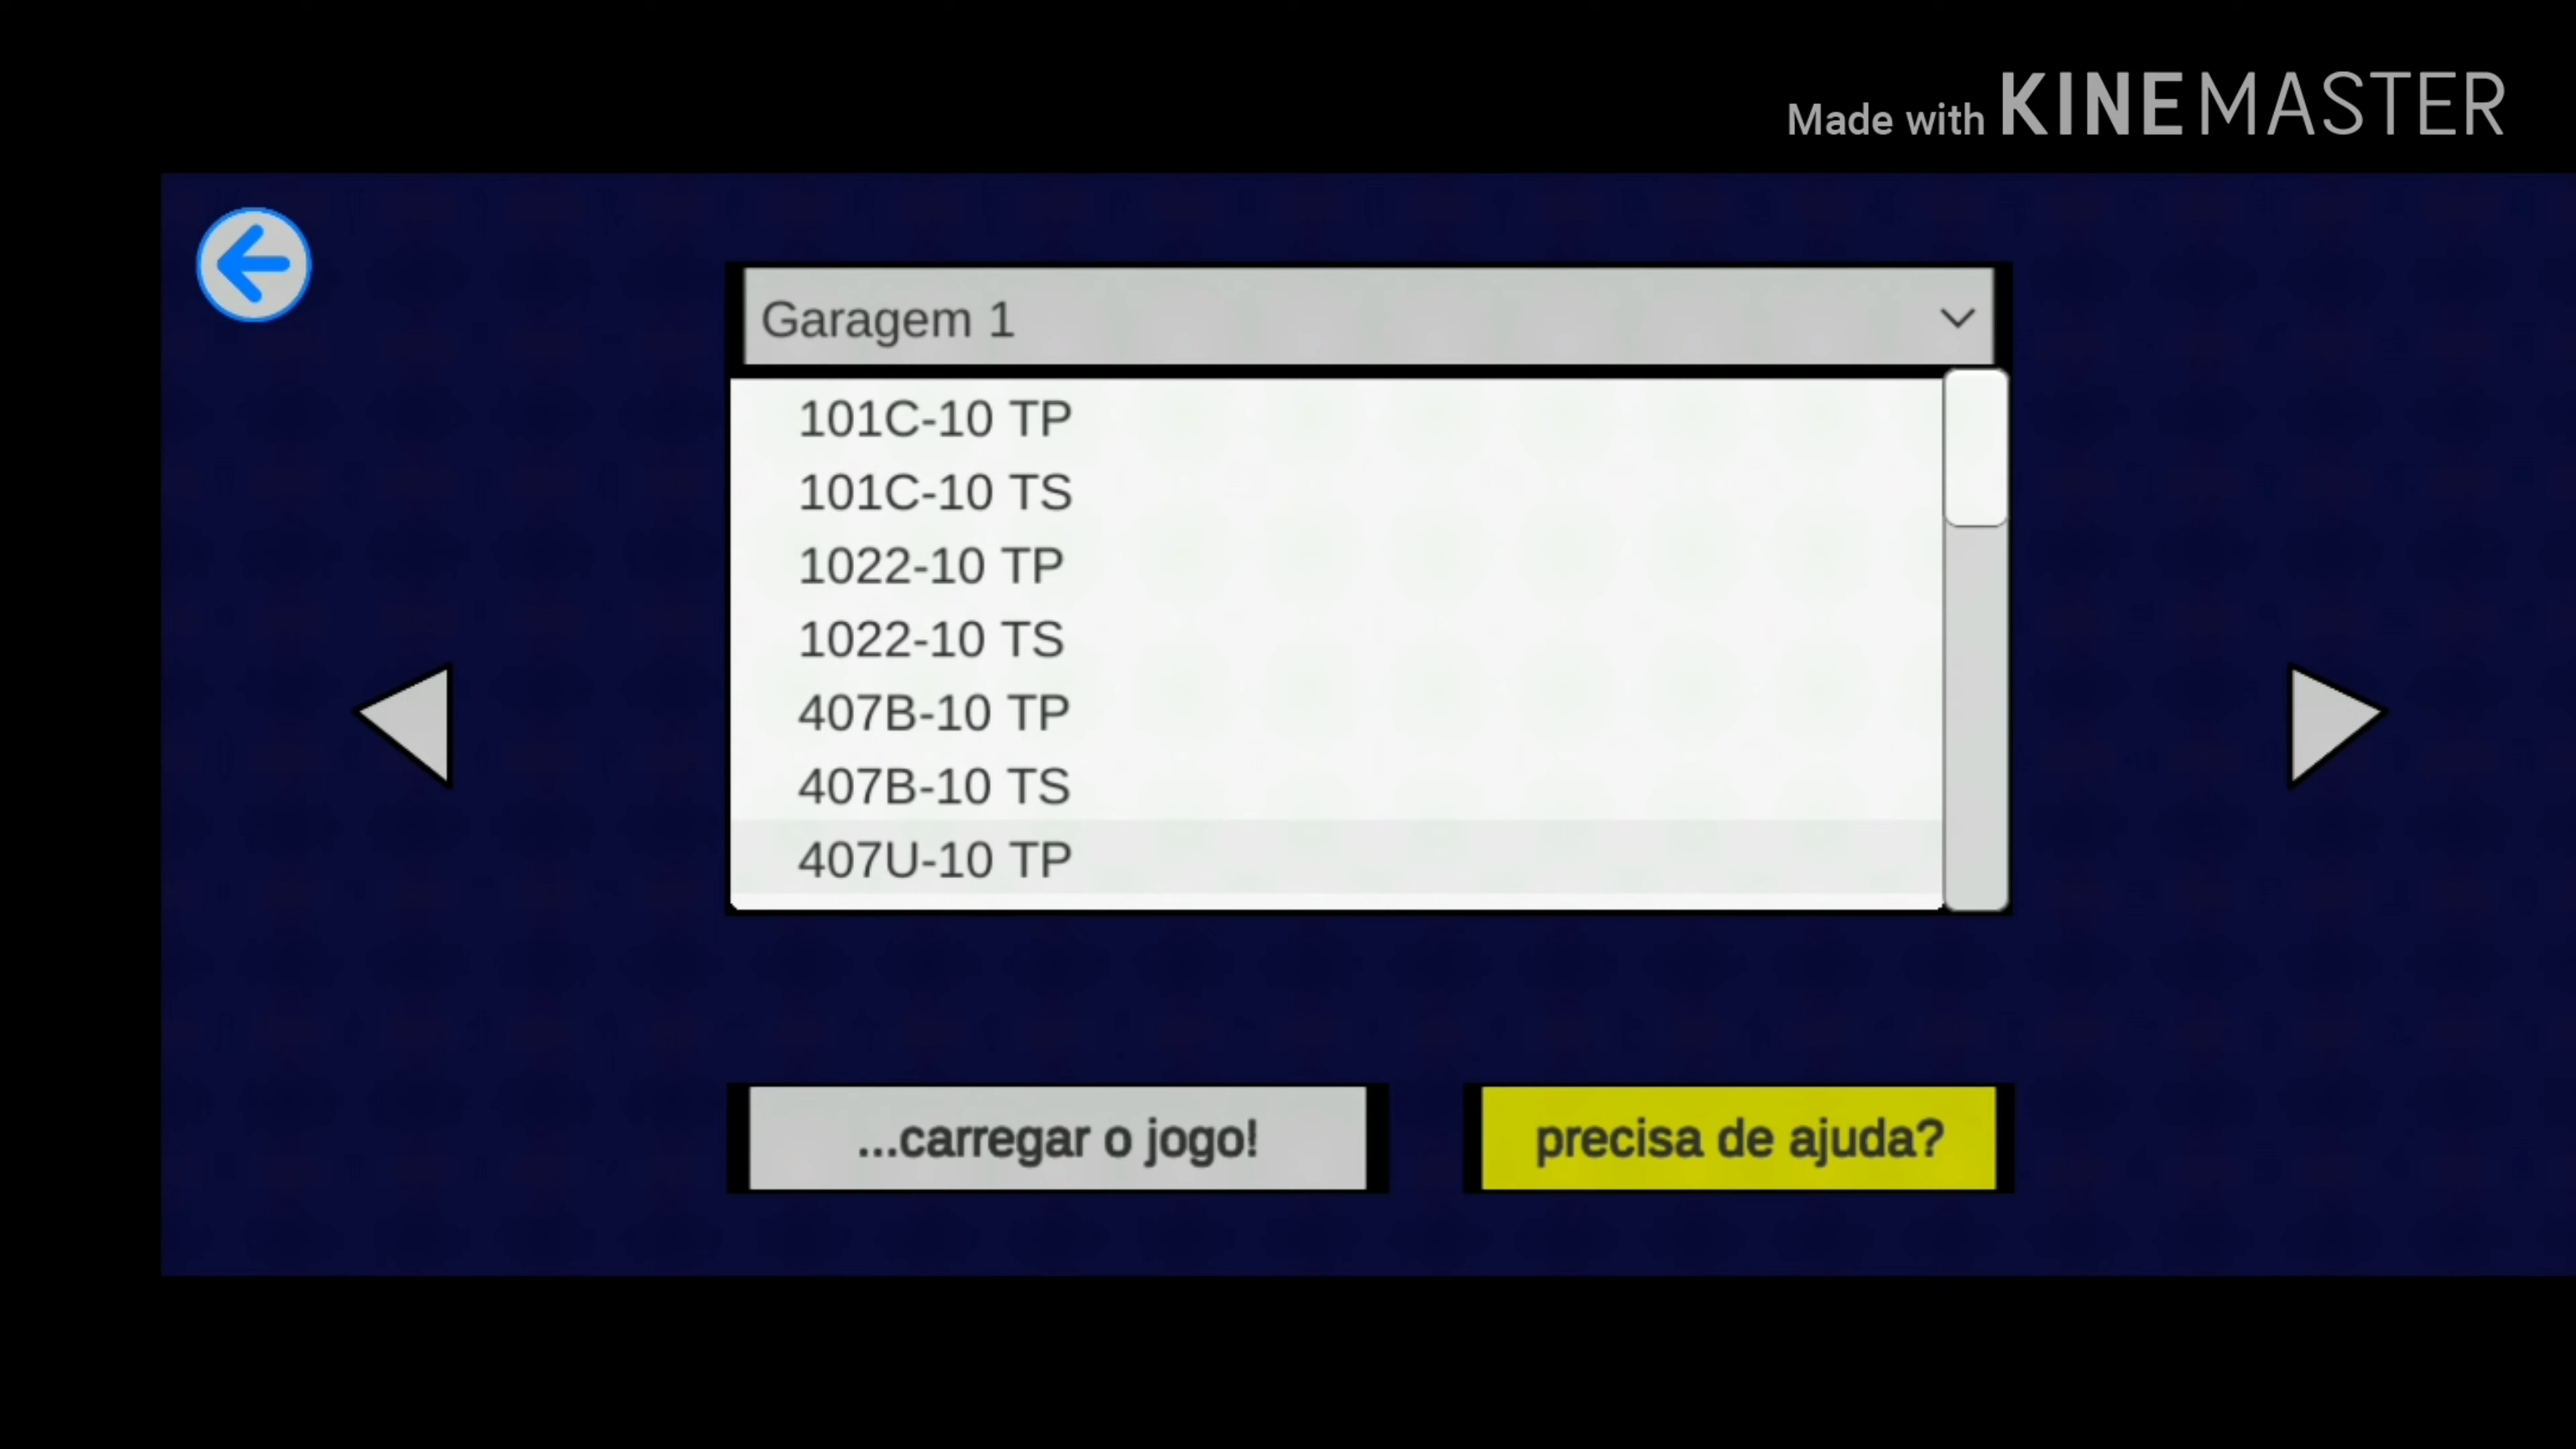 Made with KINEMASTER
Garagem 1
101C-10 TP
101C-10 TS
1022-10 TP
1022-10 TS
407B-10 TP
407B-10 TS
407U-10 TP
...carregar o jogo!
precisa de ajuda?